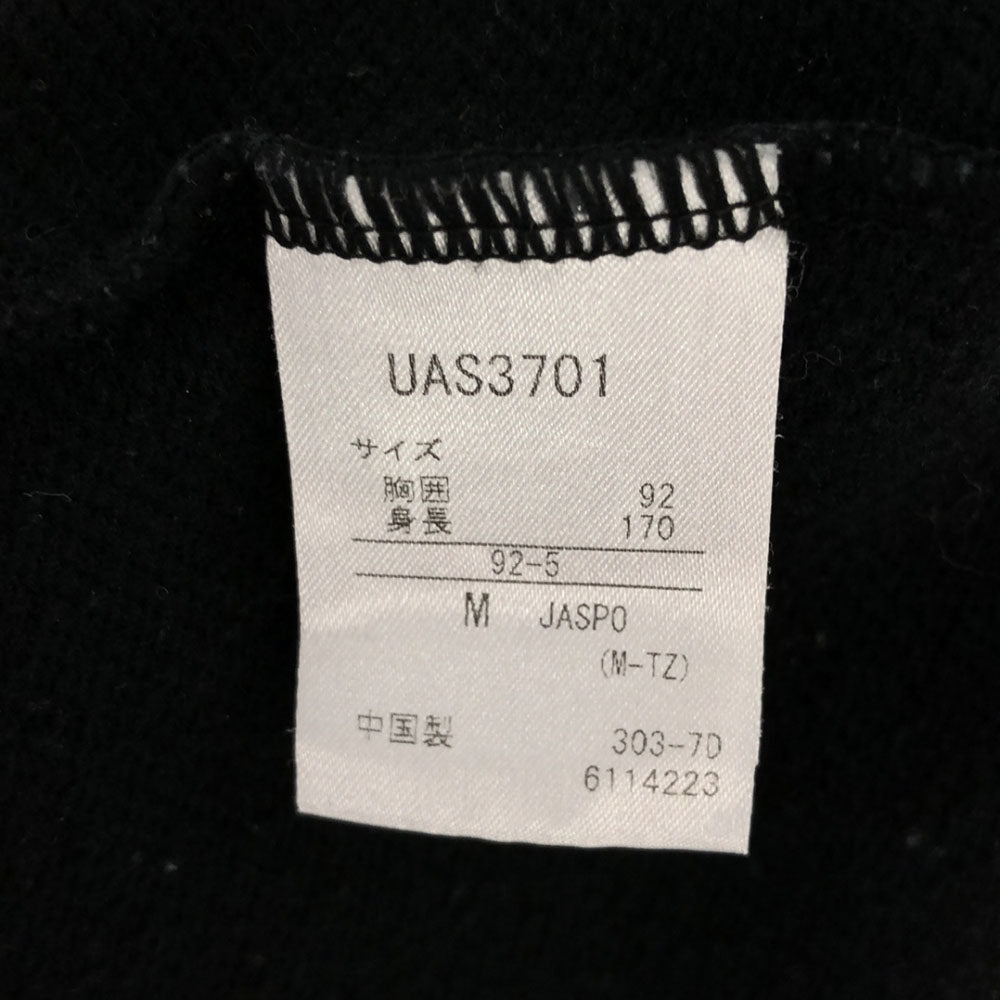 UAS3701
サイズ
胸囲 92
身長 170
92-5
M JASPO
(M-TZ)
中国製 303-7D
6114223